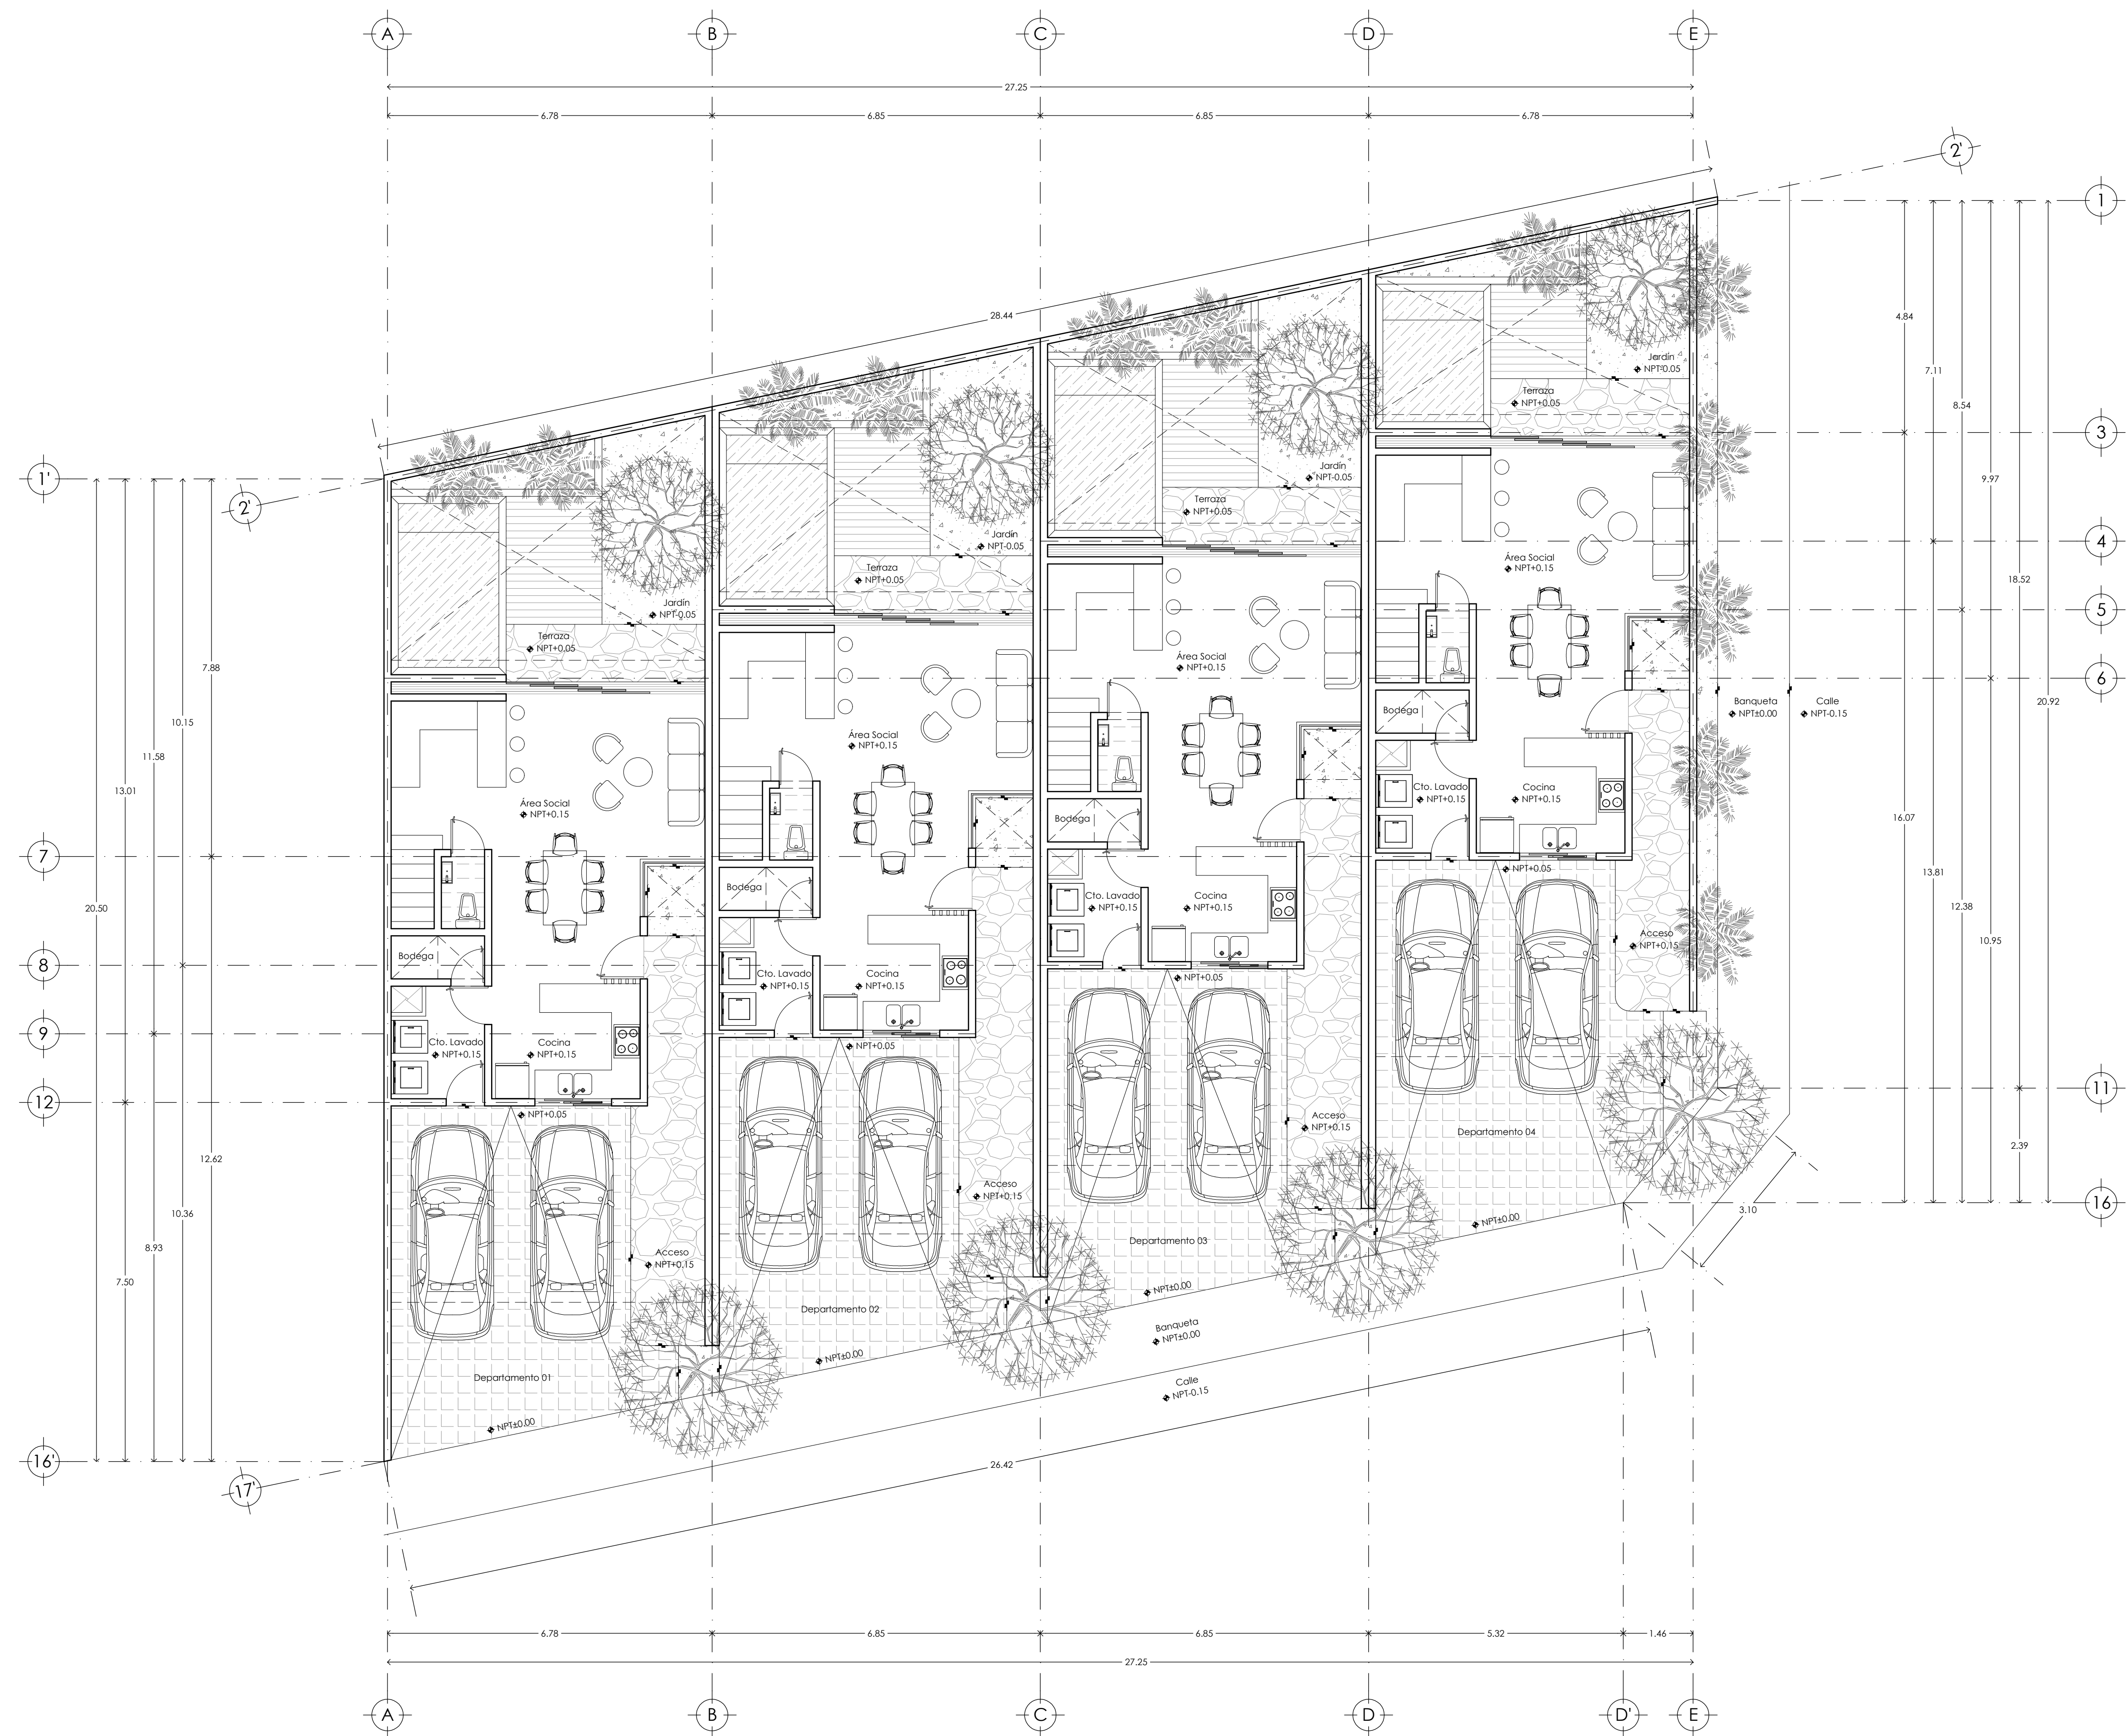 A
B
C
D
E
27.25
6.78
6.85
6.85
6.78
2'
1
28.44
4.84
7.11
8.54
9.97
18.52
20.92
Jardín
NPT-0.05
Terraza
NPT+0.05
3
1'
2'
Jardín
NPT-0.05
Terraza
NPT+0.05
4
Jardín
NPT-0.05
Terraza
NPT+0.05
Área Social
NPT+0.15
5
Jardín
NPT-0.05
Terraza
NPT+0.05
Área Social
NPT+0.15
6
7.88
10.15
11.58
13.01
20.50
Bodega
Banqueta
NPT±0.00
Calle
NPT-0.15
Área Social
NPT+0.15
Cto. Lavado
NPT+0.15
Cocina
NPT+0.15
Área Social
NPT+0.15
Bodega
16.07
13.81
12.38
10.95
7
NPT+0.05
Bodega
Cto. Lavado
NPT+0.15
Cocina
NPT+0.15
Acceso
NPT+0.15
8
Bodega
Cto. Lavado
NPT+0.15
Cocina
NPT+0.15
NPT+0.05
9
Cto. Lavado
NPT+0.15
Cocina
NPT+0.15
NPT+0.05
11
12
NPT+0.05
Acceso
NPT+0.15
Departamento 04
2.39
12.62
10.36
8.93
7.50
Acceso
NPT+0.15
NPT±0.00
3.10
16
Departamento 03
Acceso
NPT+0.15
NPT±0.00
Departamento 02
Banqueta
NPT±0.00
NPT±0.00
Departamento 01
Calle
NPT-0.15
NPT±0.00
16'
17'
26.42
6.78
6.85
6.85
5.32
1.46
27.25
A
B
C
D
D'
E